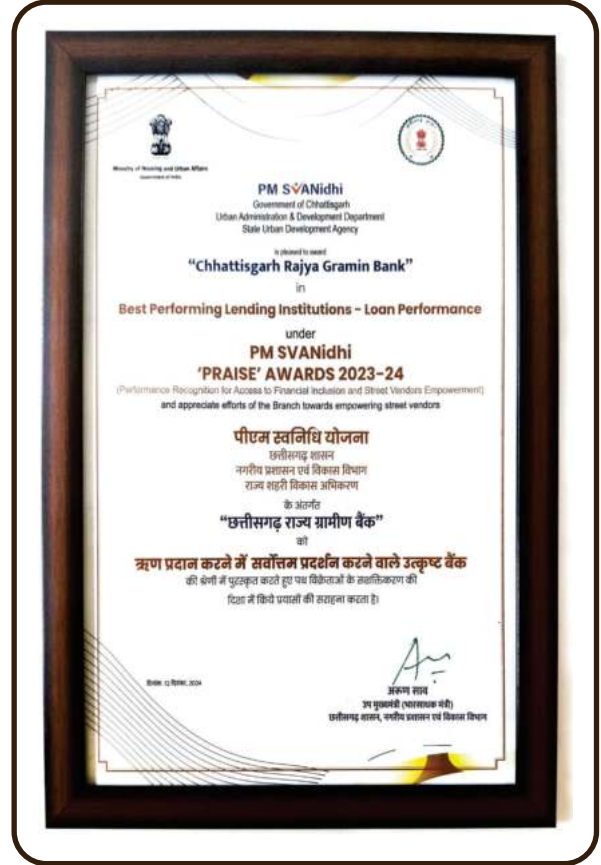 Ministry of Housing and Urban Affairs
Government of India
PM SVANidhi
Government of Chhattisgarh
Urban Administration & Development Department
State Urban Development Agency
is pleased to award
“Chhattisgarh Rajya Gramin Bank”
in
Best Performing Lending Institutions - Loan Performance
under
PM SVANidhi
‘PRAISE’ AWARDS 2023-24
(Performance Recognition for Access to Financial Inclusion and Street Vendors Empowerment)
and appreciate efforts of the Branch towards empowering street vendors
पीएम स्वनिधि योजना
छत्तीसगढ़ शासन
नगरीय प्रशासन एवं विकास विभाग
राज्य शहरी विकास अभिकरण
के अंतर्गत
“छत्तीसगढ़ राज्य ग्रामीण बैंक”
को
ऋण प्रदान करने में सर्वोत्तम प्रदर्शन करने वाले उत्कृष्ट बैंक
की श्रेणी में पुरस्कृत करते हुए पथ विक्रेताओं के सशक्तिकरण की
दिशा में किये प्रयासों की सराहना करता है।
दिनांक: 12 दिसंबर, 2024
अरुण साव
उप मुख्यमंत्री (भारसाधक मंत्री)
छत्तीसगढ़ शासन, नगरीय प्रशासन एवं विकास विभाग